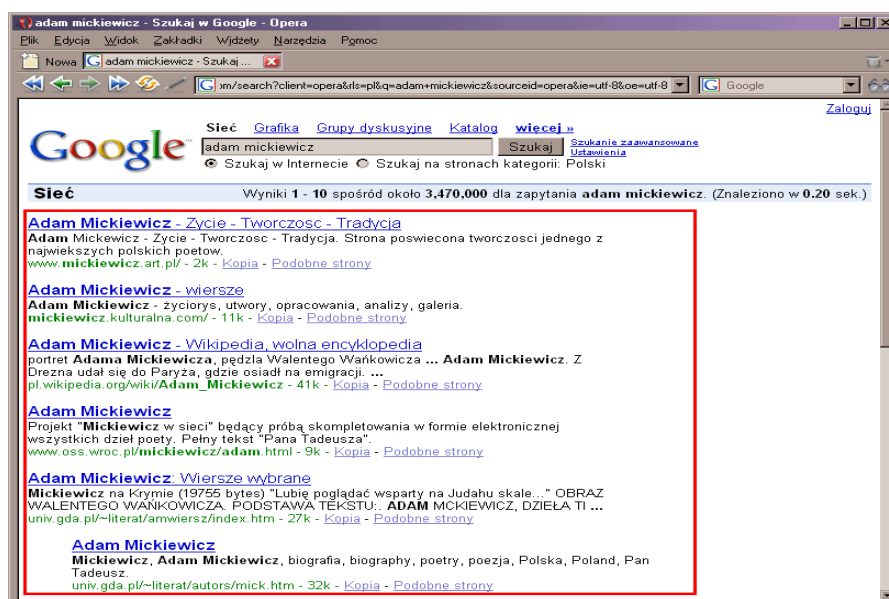 adam mickiewicz - Szukaj w Google - Opera
Plik Edycja Widok Zakładki Widżety Narzędzia Pomoc
Nowa adam mickiewicz - Szukaj ...
om/search?client=opera&rls=pl&q=adam+mickiewicz&sourceid=opera&ie=utf-8&oe=utf-8 Google
Zaloguj
Sieć Grafika Grupy dyskusyjne Katalog więcej »
Google adam mickiewicz Szukaj Szukanie zaawansowane
Ustawienia
Szukaj w Internecie Szukaj na stronach kategorii: Polski
Sieć Wyniki 1 - 10 spośród około 3,470,000 dla zapytania adam mickiewicz. (Znaleziono w 0.20 sek.)
Adam Mickiewicz - Zycie - Tworczosc - Tradycja
Adam Mickewicz - Zycie - Tworczosc - Tradycja. Strona poswiecona tworczosci jednego z
najwiekszych polskich poetow.
www.mickiewicz.art.pl/ - 2k - Kopia - Podobne strony
Adam Mickiewicz - wiersze
Adam Mickiewicz - życiorys, utwory, opracowania, analizy, galeria.
mickiewicz.kulturalna.com/ - 11k - Kopia - Podobne strony
Adam Mickiewicz - Wikipedia, wolna encyklopedia
portret Adama Mickiewicza, pędzla Walentego Wańkowicza ... Adam Mickiewicz. Z
Drezna udał się do Paryża, gdzie osiadł na emigracji. ...
pl.wikipedia.org/wiki/Adam_Mickiewicz - 41k - Kopia - Podobne strony
Adam Mickiewicz
Projekt "Mickiewicz w sieci" będący próbą skompletowania w formie elektronicznej
wszystkich dzieł poety. Pełny tekst "Pana Tadeusza".
www.oss.wroc.pl/mickiewicz/adam.html - 9k - Kopia - Podobne strony
Adam Mickiewicz: Wiersze wybrane
Mickiewicz na Krymie (19755 bytes) "Lubię poglądać wsparty na Judahu skale..." OBRAZ
WALENTEGO WAŃKOWICZA. PODSTAWA TEKSTU:. ADAM MCKIEWICZ, DZIEŁA TI ...
univ.gda.pl/~literat/amwiersz/index.htm - 27k - Kopia - Podobne strony
Adam Mickiewicz
Mickiewicz, Adam Mickiewicz, biografia, biography, poetry, poezja, Polska, Poland, Pan
Tadeusz.
univ.gda.pl/~literat/autors/mick.htm - 32k - Kopia - Podobne strony